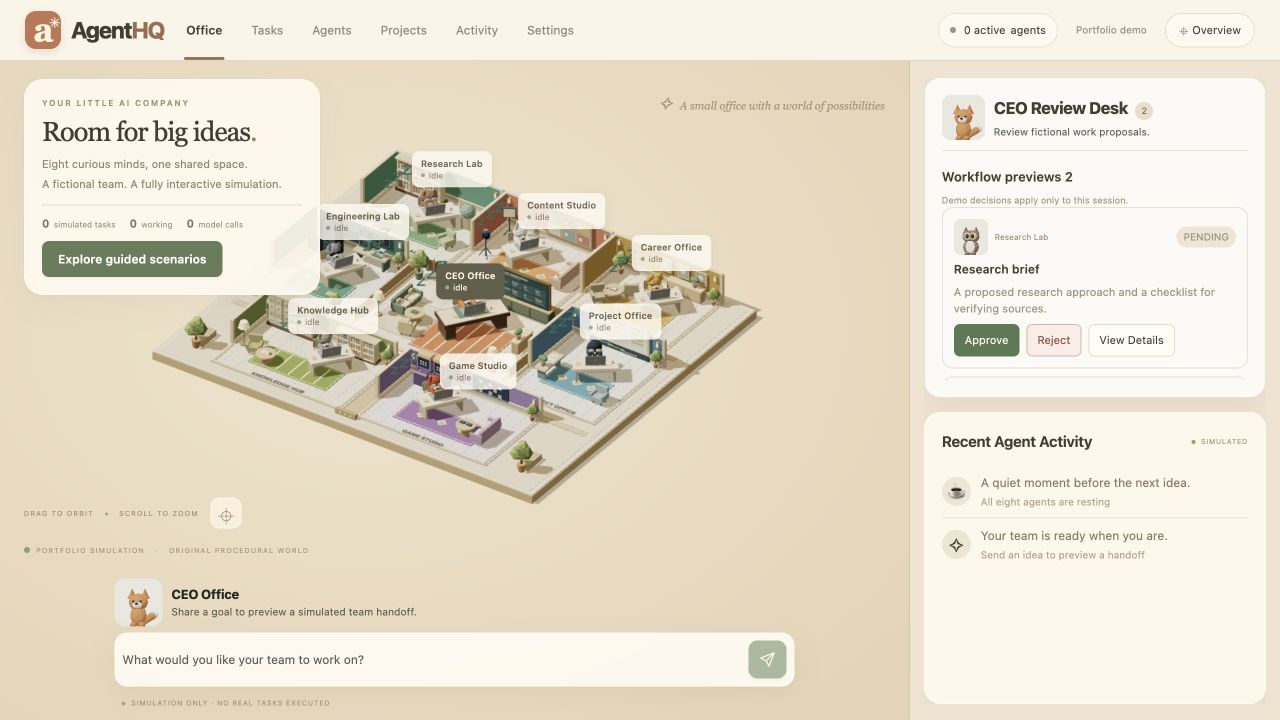 a
AgentHQ
Office
Tasks
Agents
Projects
Activity
Settings
0 active agents
Portfolio demo
Overview
YOUR LITTLE AI COMPANY
Room for big ideas.
Eight curious minds, one shared space.
A fictional team. A fully interactive simulation.
0 simulated tasks
0 working
0 model calls
Explore guided scenarios
A small office with a world of possibilities
Research Lab
idle
Content Studio
idle
Engineering Lab
idle
Career Office
idle
CEO Office
idle
Knowledge Hub
idle
Project Office
idle
Game Studio
idle
KNOWLEDGE HUB
GAME STUDIO
CT OFFICE
DRAG TO ORBIT • SCROLL TO ZOOM
PORTFOLIO SIMULATION · ORIGINAL PROCEDURAL WORLD
CEO Office
Share a goal to preview a simulated team handoff.
What would you like your team to work on?
SIMULATION ONLY · NO REAL TASKS EXECUTED
CEO Review Desk 2
Review fictional work proposals.
Workflow previews 2
Demo decisions apply only to this session.
Research Lab
PENDING
Research brief
A proposed research approach and a checklist for
verifying sources.
Approve
Reject
View Details
Recent Agent Activity
SIMULATED
A quiet moment before the next idea.
All eight agents are resting
Your team is ready when you are.
Send an idea to preview a handoff